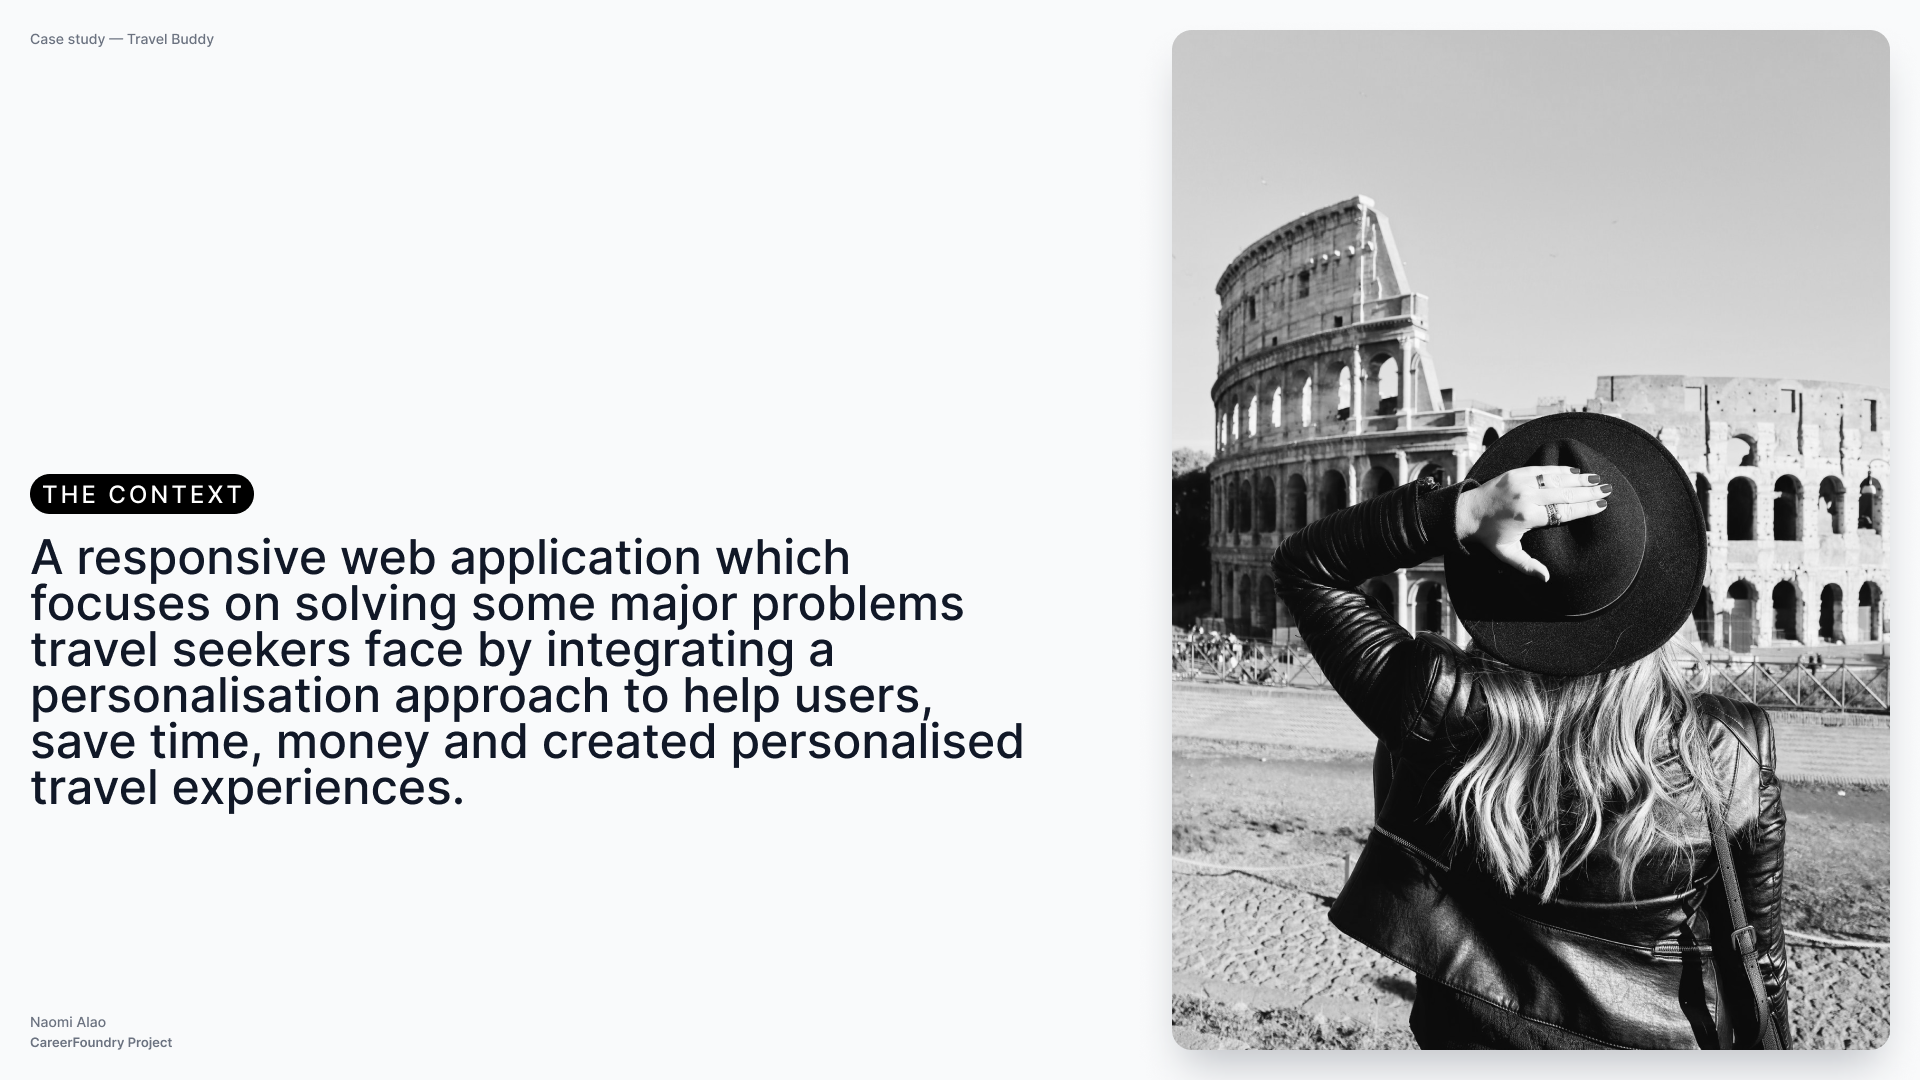 Case study — Travel Buddy
THE CONTEXT
A responsive web application which
focuses on solving some major problems
travel seekers face by integrating a
personalisation approach to help users,
save time, money and created personalised
travel experiences.
Naomi Alao
CareerFoundry Project